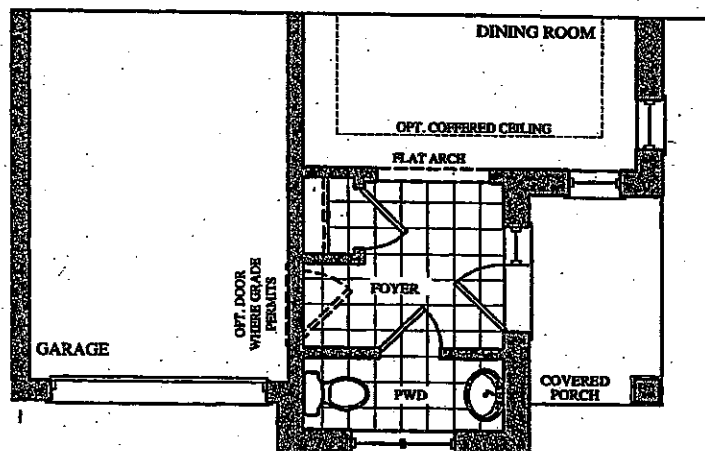 DINING ROOM
OPT. COFFERED CEILING
FLAT ARCH
FOYER
OPT. DOOR
WHERE GRADE
PERMITS
GARAGE
PWD
COVERED
PORCH